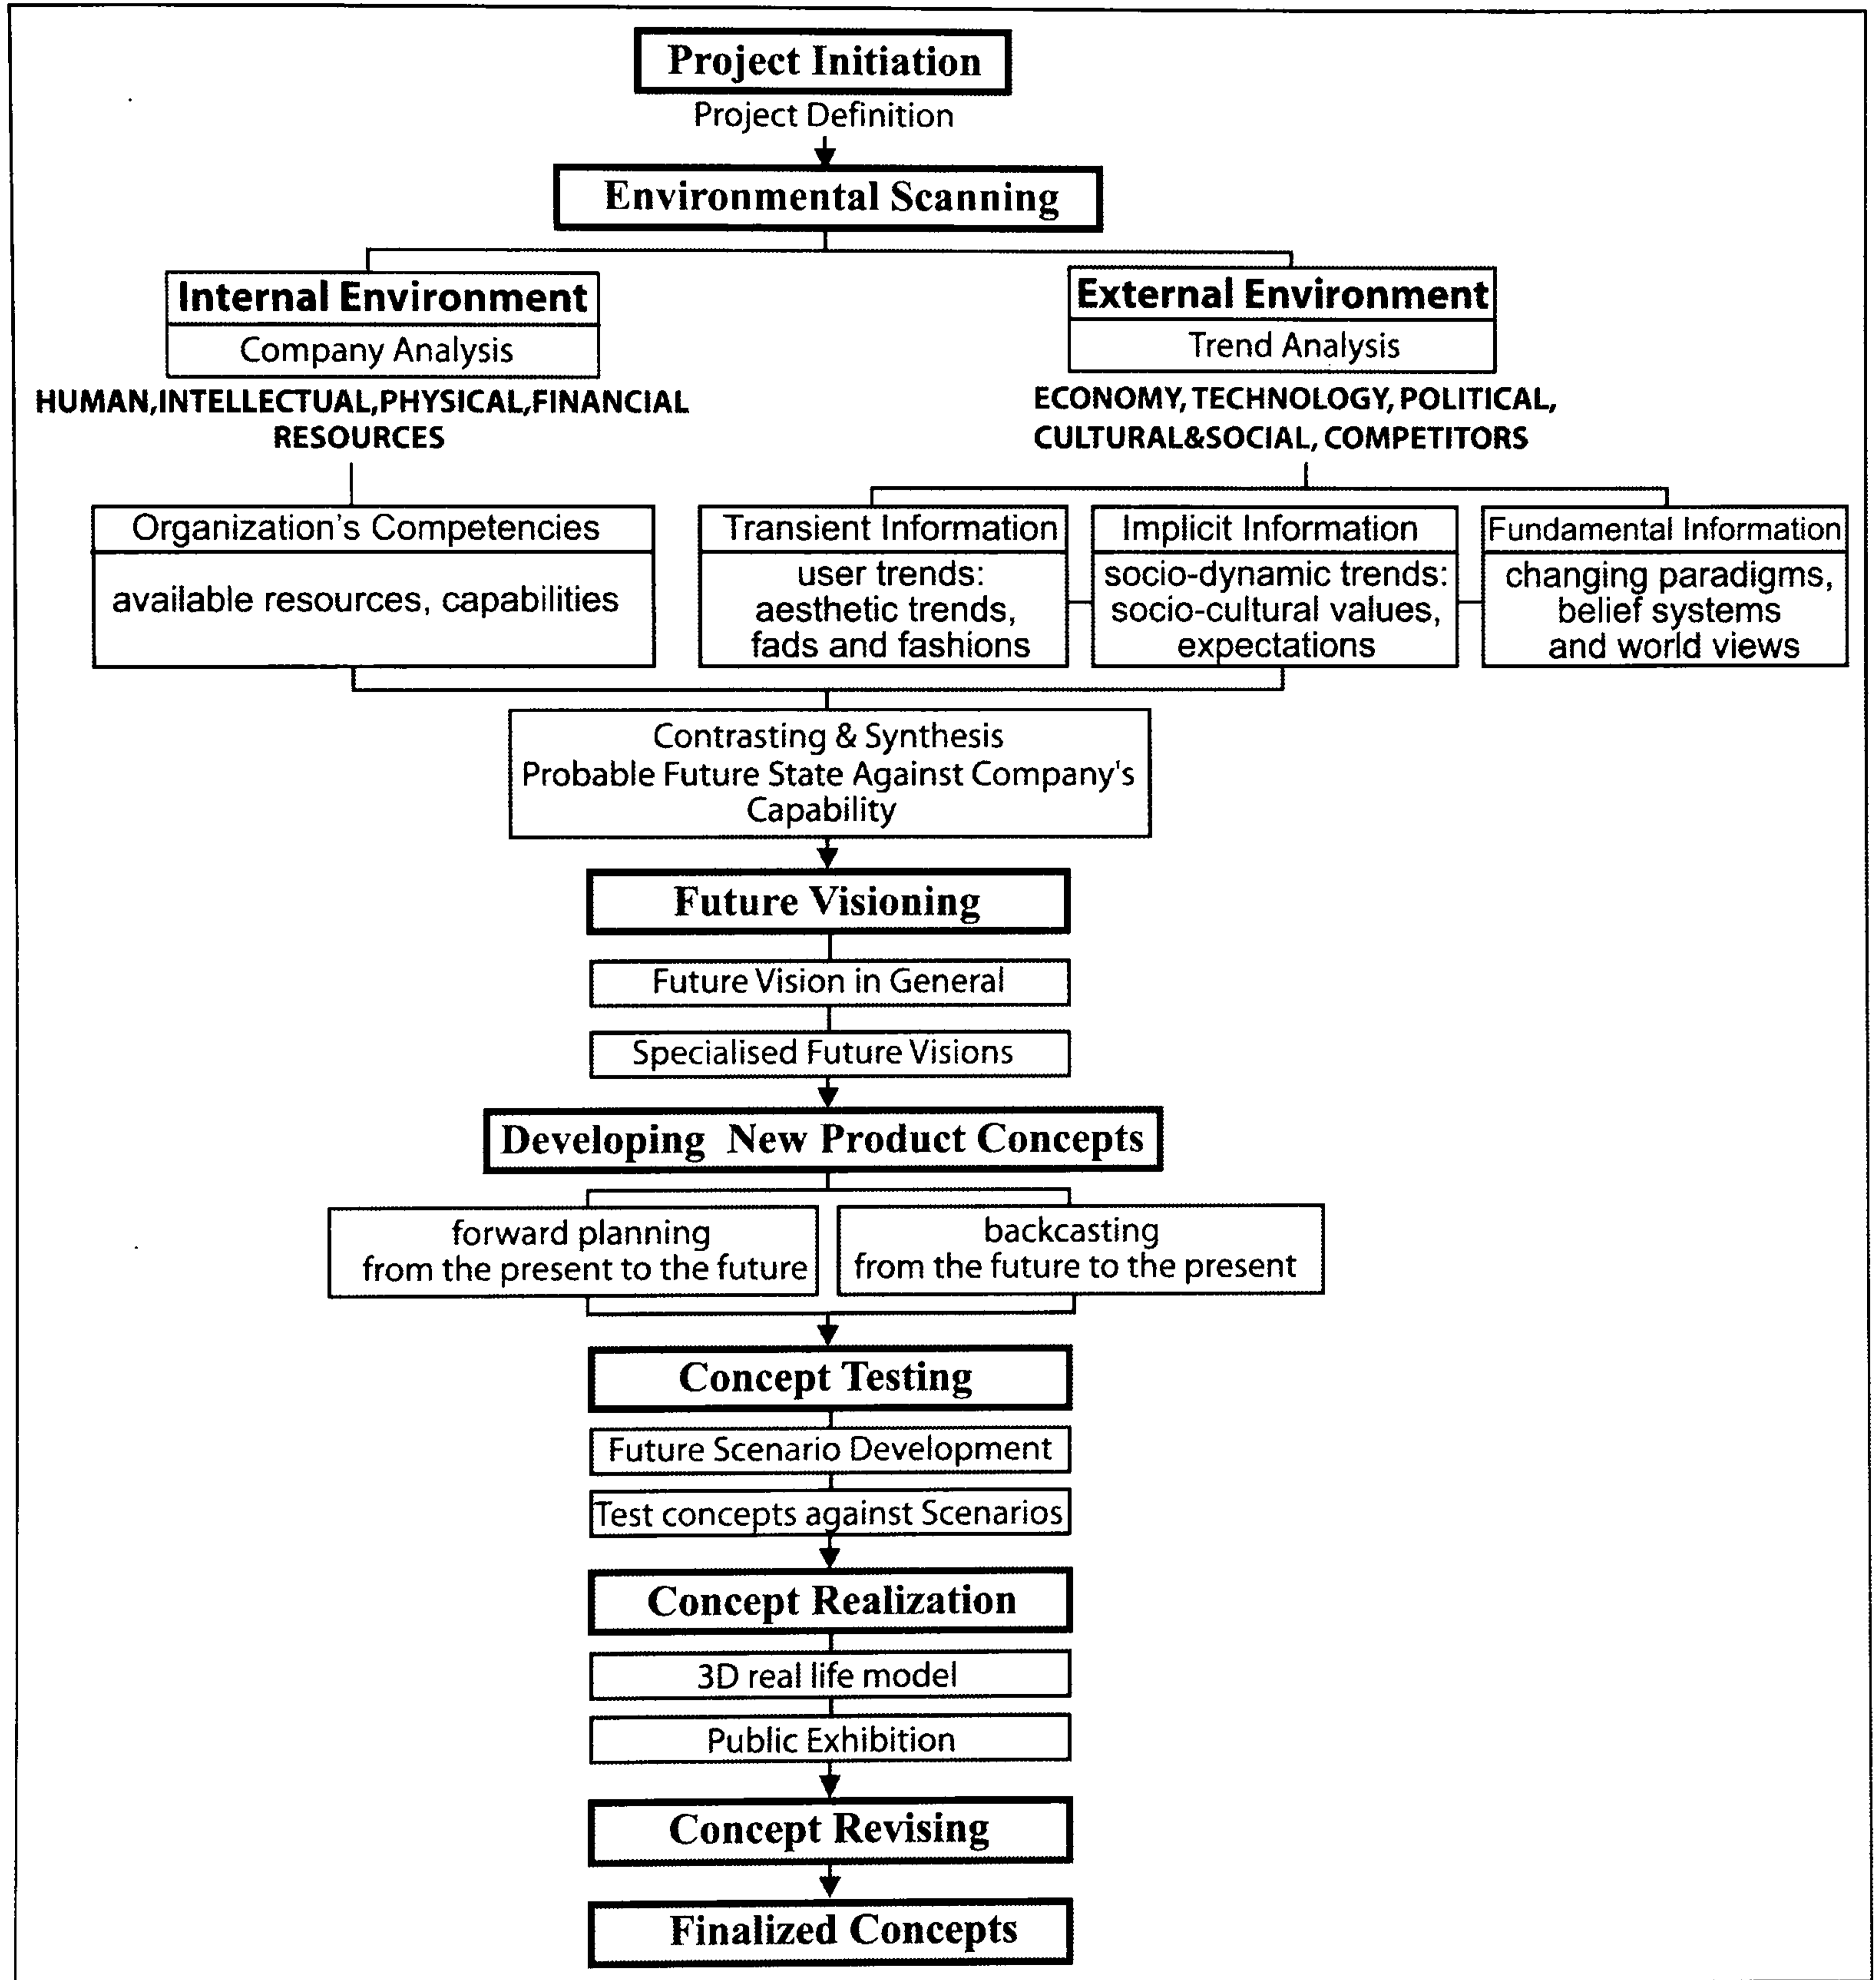 Project Initiation
Project Definition
Environmental Scanning
Internal Environment
Company Analysis
HUMAN,INTELLECTUAL,PHYSICAL,FINANCIAL
RESOURCES
External Environment
Trend Analysis
ECONOMY, TECHNOLOGY, POLITICAL,
CULTURAL&SOCIAL, COMPETITORS
Organization's Competencies
available resources, capabilities
Transient Information
user trends:
aesthetic trends,
fads and fashions
Implicit Information
socio-dynamic trends:
socio-cultural values,
expectations
Fundamental Information
changing paradigms,
belief systems
and world views
Contrasting & Synthesis
Probable Future State Against Company's
Capability
Future Visioning
Future Vision in General
Specialised Future Visions
Developing New Product Concepts
forward planning
from the present to the future
backcasting
from the future to the present
Concept Testing
Future Scenario Development
Test concepts against Scenarios
Concept Realization
3D real life model
Public Exhibition
Concept Revising
Finalized Concepts